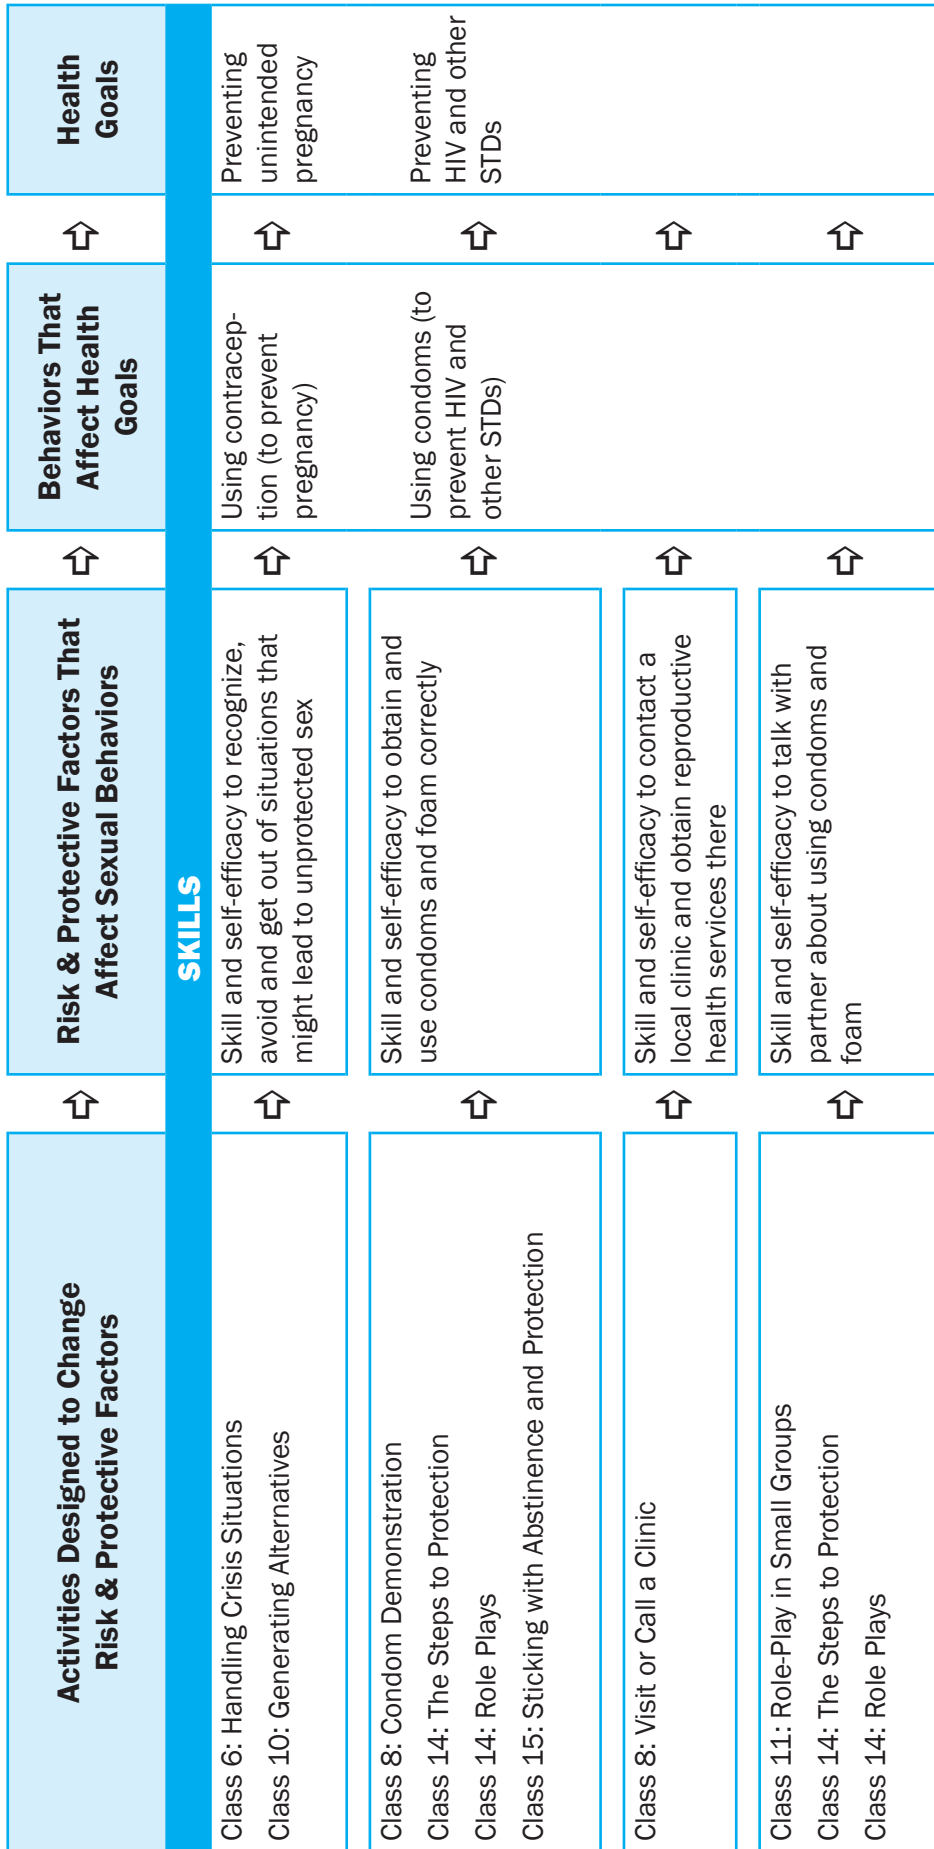 Activities Designed to Change
Risk & Protective Factors
Risk & Protective Factors That
Affect Sexual Behaviors
Behaviors That
Affect Health
Goals
Health
Goals
SKILLS
Class 6: Handling Crisis Situations
Class 10: Generating Alternatives
Skill and self-efficacy to recognize,
avoid and get out of situations that
might lead to unprotected sex
Using contracep-
tion (to prevent
pregnancy)
Preventing
unintended
pregnancy
Class 8: Condom Demonstration
Class 14: The Steps to Protection
Class 14: Role Plays
Class 15: Sticking with Abstinence and Protection
Skill and self-efficacy to obtain and
use condoms and foam correctly
Using condoms (to
prevent HIV and
other STDs)
Preventing
HIV and other
STDs
Class 8: Visit or Call a Clinic
Skill and self-efficacy to contact a
local clinic and obtain reproductive
health services there
Class 11: Role-Play in Small Groups
Class 14: The Steps to Protection
Class 14: Role Plays
Skill and self-efficacy to talk with
partner about using condoms and
foam